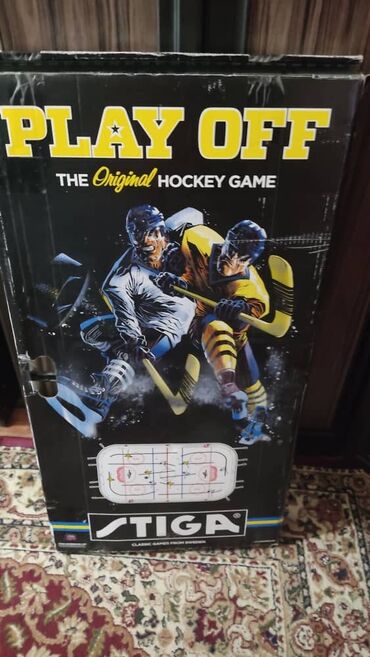 PLAY OFF
THE Original HOCKEY GAME
STIGA®
CLASSIC GAMES FROM SWEDEN